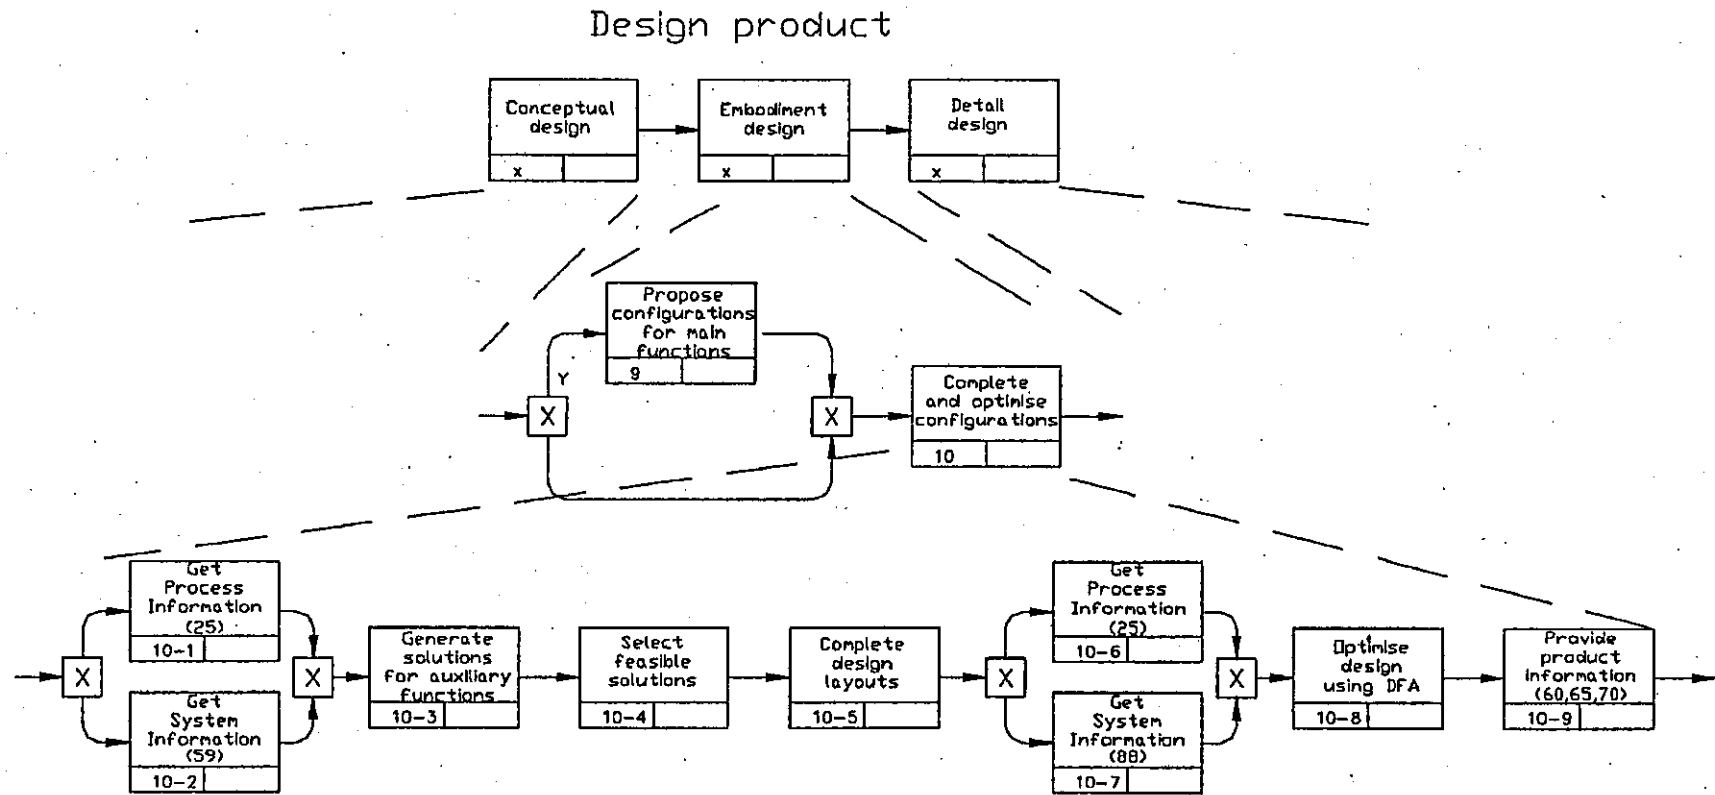 Design product
Conceptual
design
x
Embodiment
design
x
Detail
design
x
Propose
configurations
for main
functions
9
Y
X
X
Complete
and optimise
configurations
10
Get
Process
Information
(25)
10-1
X
X
Get
System
Information
(59)
10-2
Generate
solutions
for auxiliary
functions
10-3
Select
feasible
solutions
10-4
Complete
design
layouts
10-5
X
Get
Process
Information
(25)
10-6
Get
System
Information
(88)
10-7
X
Optimise
design
using DFA
10-8
Provide
product
information
(60,65,70)
10-9